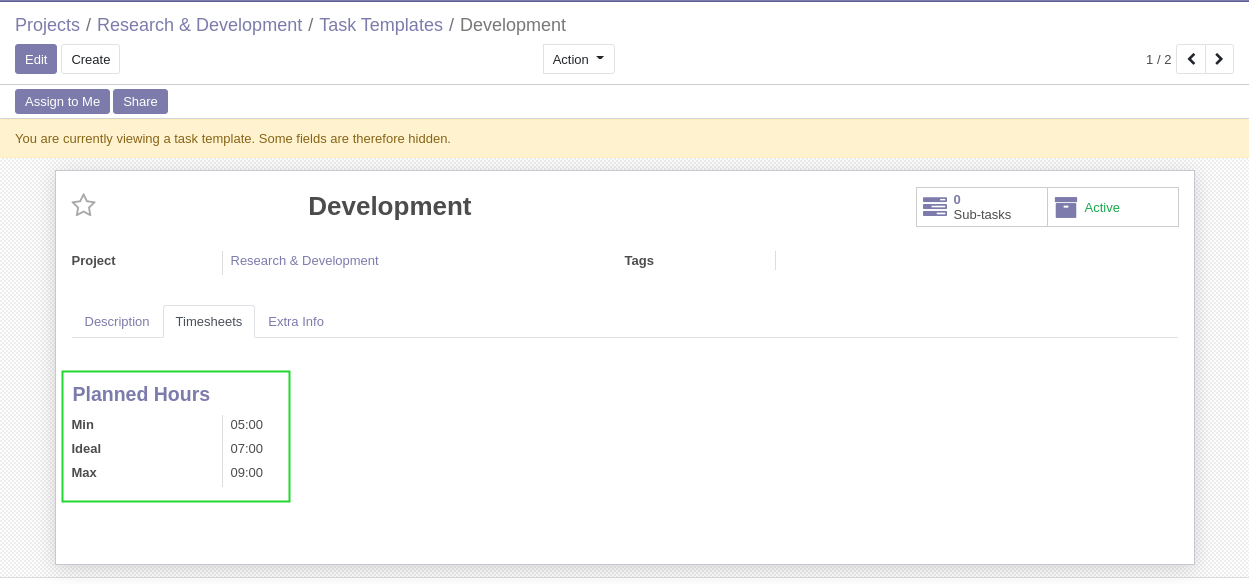 Projects / Research & Development / Task Templates / Development
Edit Create Action 1 / 2
Assign to Me Share
You are currently viewing a task template. Some fields are therefore hidden.
Development
0
Sub-tasks
Active
Project Research & Development Tags
Description Timesheets Extra Info
Planned Hours
Min 05:00
Ideal 07:00
Max 09:00